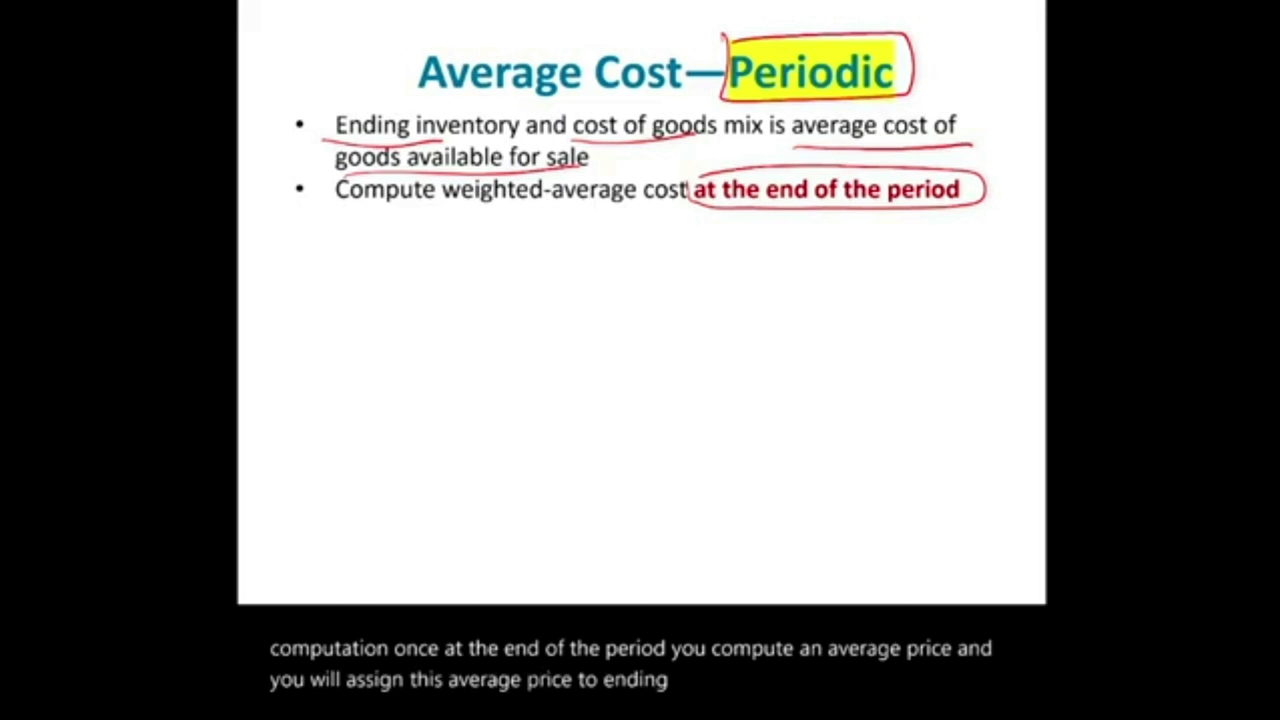 Average Cost—Periodic
• Ending inventory and cost of goods mix is average cost of
goods available for sale
• Compute weighted-average cost at the end of the period
computation once at the end of the period you compute an average price and
you will assign this average price to ending